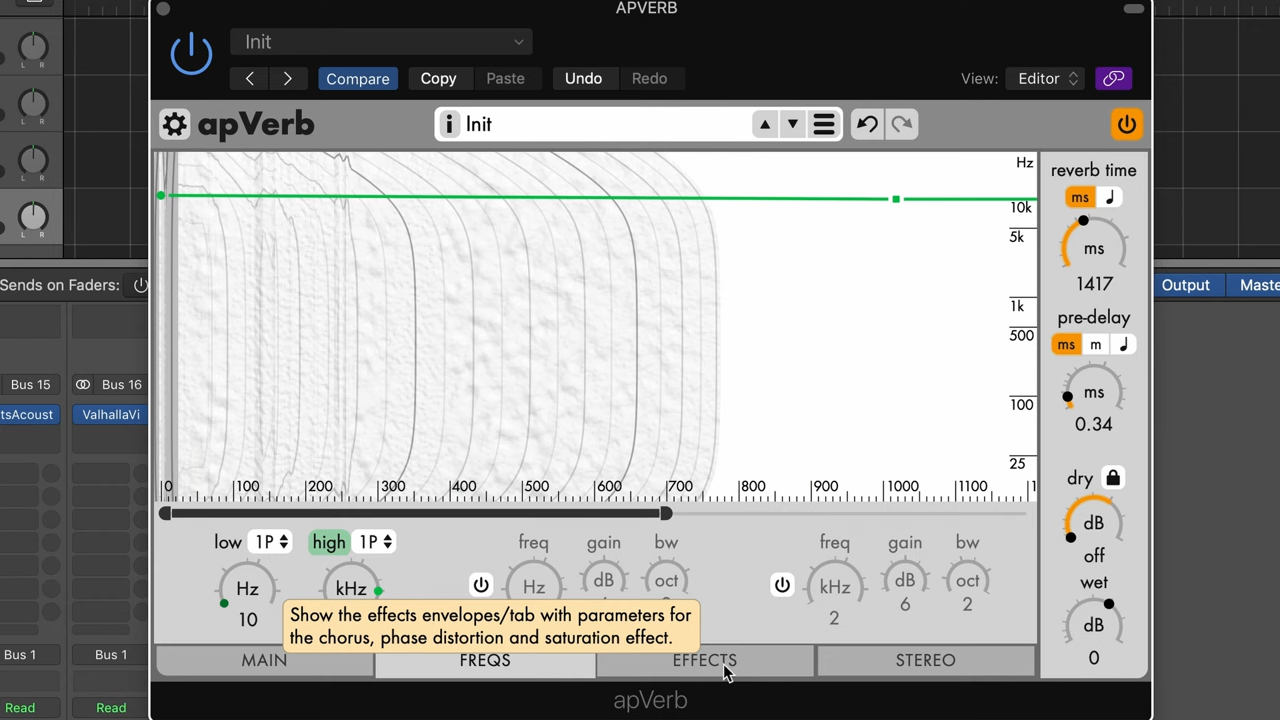 APVERB
Init
Compare
Copy
Paste
Undo
Redo
View:
Editor
apVerb
i Init
L R
L R
L R
L R
Sends on Faders:
Output
Maste
Bus 15
Bus 16
tsAcoust
ValhallaVi
Bus 1
Bus 1
Read
Read
Hz
10k
5k
1k
500
100
25
0 100 200 300 400 500 600 700 800 900 1000 1100 1
low 1P
high 1P
Hz
10
kHz
freq gain bw
Hz dB oct
freq gain bw
kHz dB oct
2 6 2
Show the effects envelopes/tab with parameters for
the chorus, phase distortion and saturation effect.
MAIN
FREQS
EFFECTS
STEREO
reverb time
ms
ms
1417
pre-delay
ms m
ms
0.34
dry
dB
off
wet
dB
0
apVerb